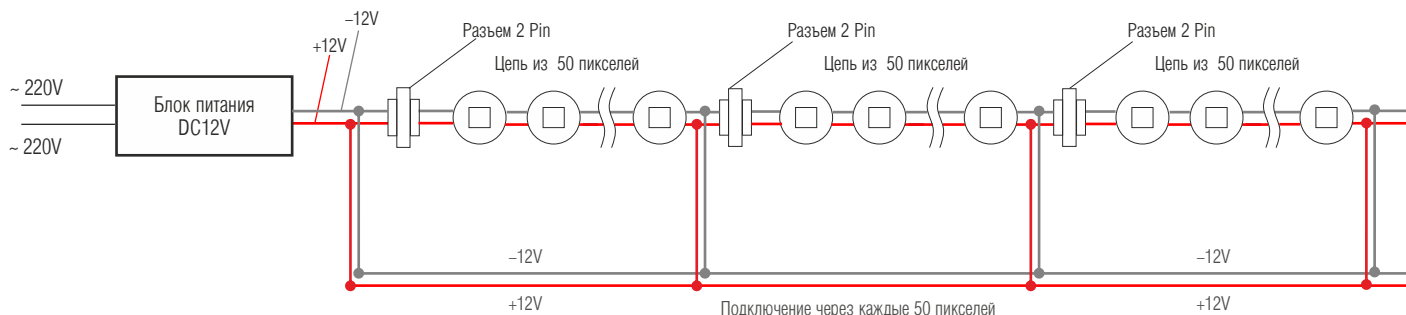 −12V
+12V
Разъем 2 Pin
Разъем 2 Pin
Разъем 2 Pin
Цепь из 50 пикселей
Цепь из 50 пикселей
Цепь из 50 пикселей
~ 220V
~ 220V
Блок питания
DC12V
−12V
−12V
+12V
Подключение через каждые 50 пикселей
+12V